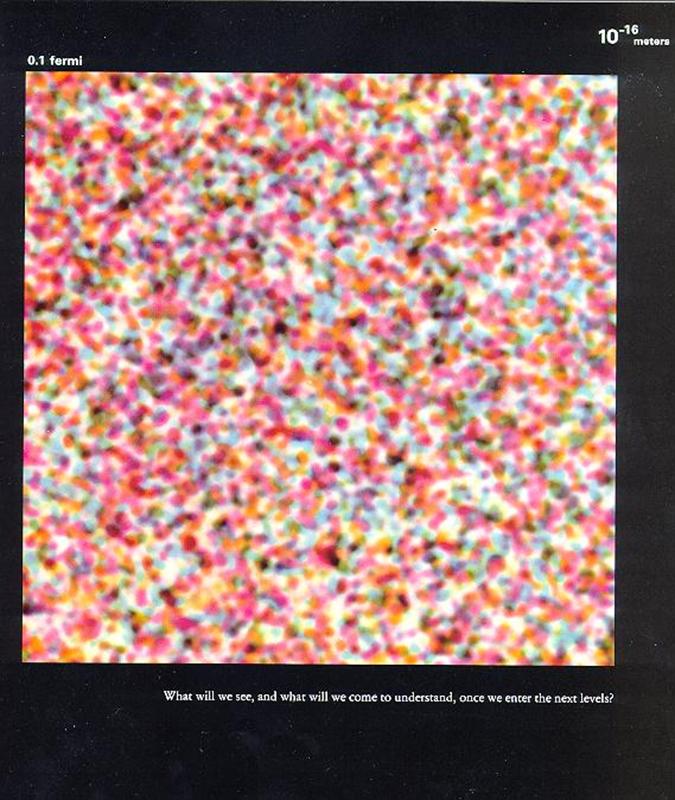 10⁻¹⁶ meters
0.1 fermi
What will we see, and what will we come to understand, once we enter the next levels?